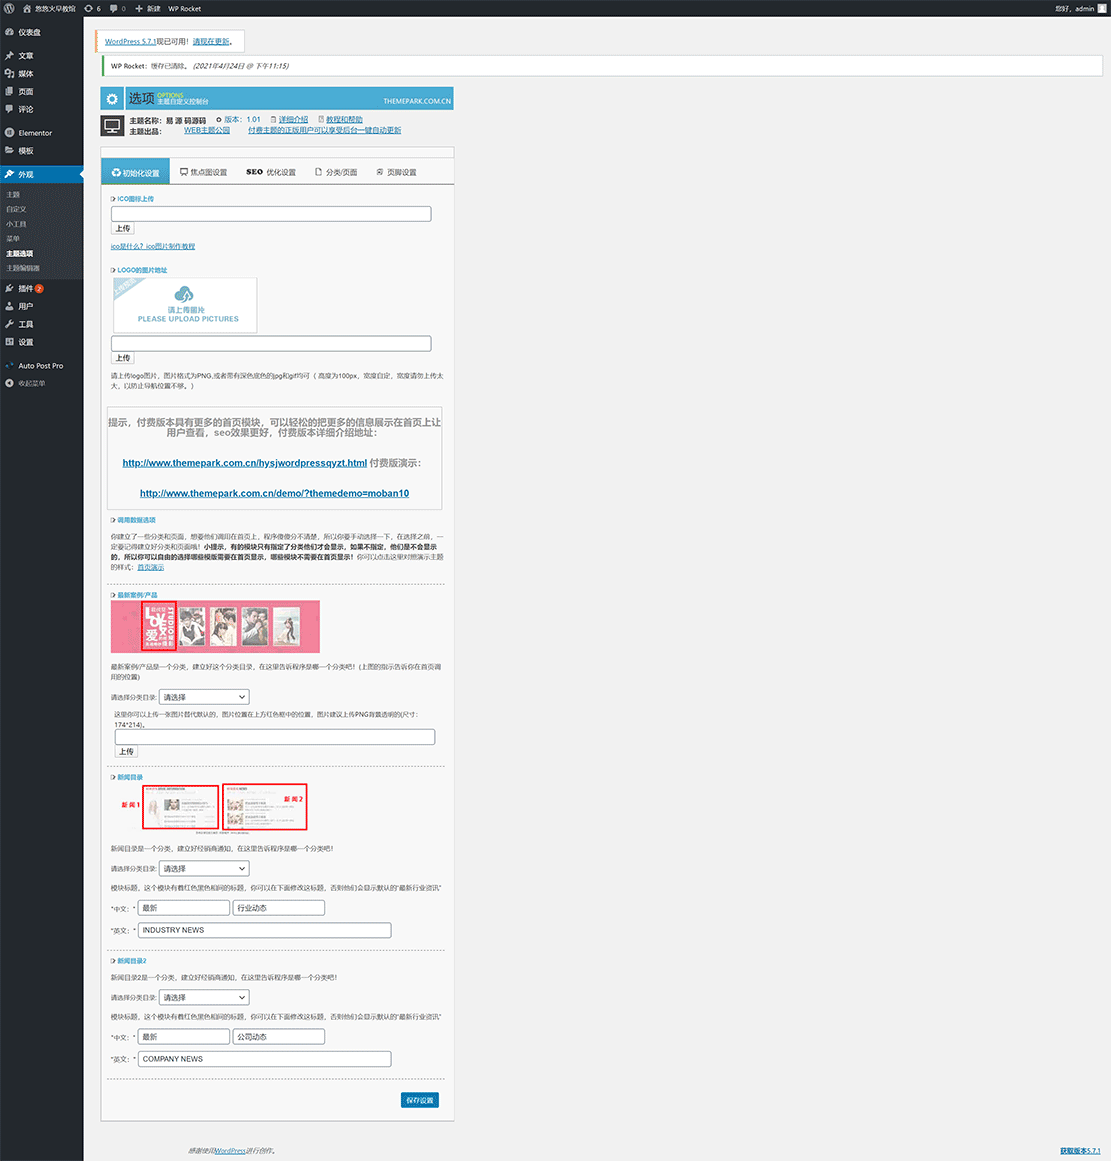 悠悠火早教馆 6 0 新建 WP Rocket 您好，admin
仪表盘
文章
媒体
页面
评论
Elementor
模板
外观
主题
自定义
小工具
菜单
主题选项
主题编辑器
插件 2
用户
工具
设置
Auto Post Pro
收起菜单
WordPress 5.7.1现已可用！请现在更新。
WP Rocket：缓存已清除。 (2021年4月24日 @ 下午11:15)
选项 OPTIONS 主题自定义控制台 THEMEPARK.COM.CN
主题名称：易 源 码源码 版本：1.01 详细介绍 教程和帮助
主题出品： WEB主题公园 付费主题的正版用户可以享受后台一键自动更新
初始化设置 焦点图设置 SEO 优化设置 分类/页面 页脚设置
ICO图标上传
上传
ico是什么？ico图片制作教程
LOGO的图片地址
请上传图片
PLEASE UPLOAD PICTURES
上传
请上传logo图片，图片格式为PNG,或者带有深色底色的jpg和gif均可（ 高度为100px，宽度自定，宽度请勿上传太
大，以防止导航位置不够。）
提示，付费版本具有更多的首页模块，可以轻松的把更多的信息展示在首页上让
用户查看，seo效果更好，付费版本详细介绍地址：
http://www.themepark.com.cn/hysjwordpressqyzt.html 付费版演示：
http://www.themepark.com.cn/demo/?themedemo=moban10
调用数据选项
你建立了一些分类和页面，想要他们调用在首页上，程序傻傻分不清楚，所以你要手动选择一下，在选择之前，一
定要记得建立好分类和页面哦！小提示，有的模块只有指定了分类他们才会显示，如果不指定，他们是不会显示
的，所以你可以自由的选择哪些模版需要在首页显示，哪些模块不需要在首页显示！你可以点击这里对照演示主题
的样式：首页演示
最新案例/产品
最新案例/产品是一个分类，建立好这个分类目录，在这里告诉程序是哪一个分类吧！(上图的指示告诉你在首页调
用的位置)
请选择分类目录: 请选择
这里你可以上传一张图片替代默认的，图片位置在上方红色框中的位置，图片建议上传PNG背景透明的(尺寸：
174*214)。
上传
新闻目录
新闻1 新闻2
新闻目录是一个分类，建立好经销商通知，在这里告诉程序是哪一个分类吧！
请选择分类目录: 请选择
模块标题，这个模块有着红色黑色相间的标题，你可以在下面修改这标题，否则他们会显示默认的"最新行业资讯"
*中文：* 最新 行业动态
*英文：* INDUSTRY NEWS
新闻目录2
新闻目录2是一个分类，建立好经销商通知，在这里告诉程序是哪一个分类吧！
请选择分类目录: 请选择
模块标题，这个模块有着红色黑色相间的标题，你可以在下面修改这标题，否则他们会显示默认的"最新行业资讯"
*中文：* 最新 公司动态
*英文：* COMPANY NEWS
保存设置
感谢使用WordPress进行创作。 获取版本5.7.1